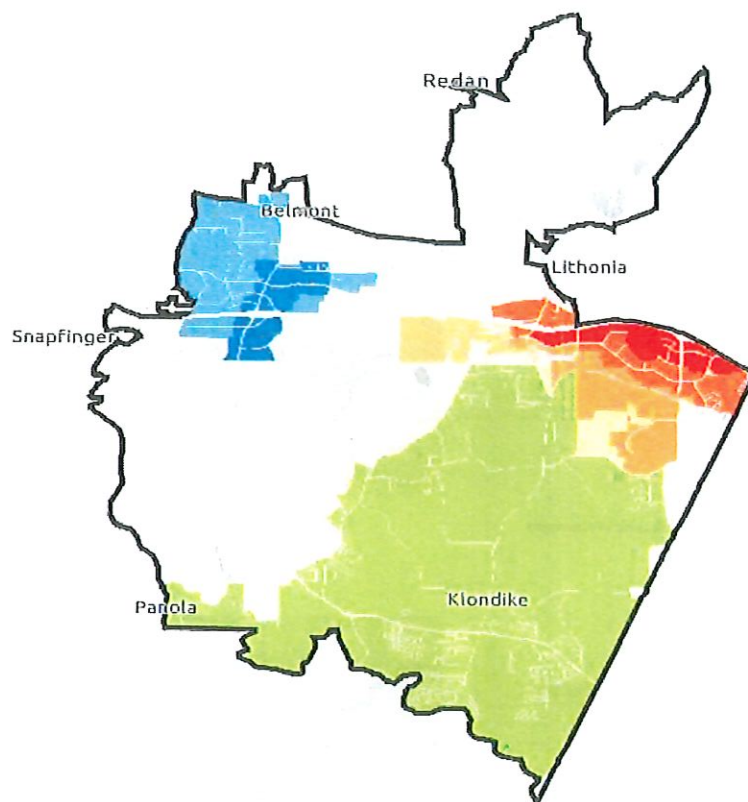 Redan
Belmont
Lithonia
Snapfinger
Panola
Klondike